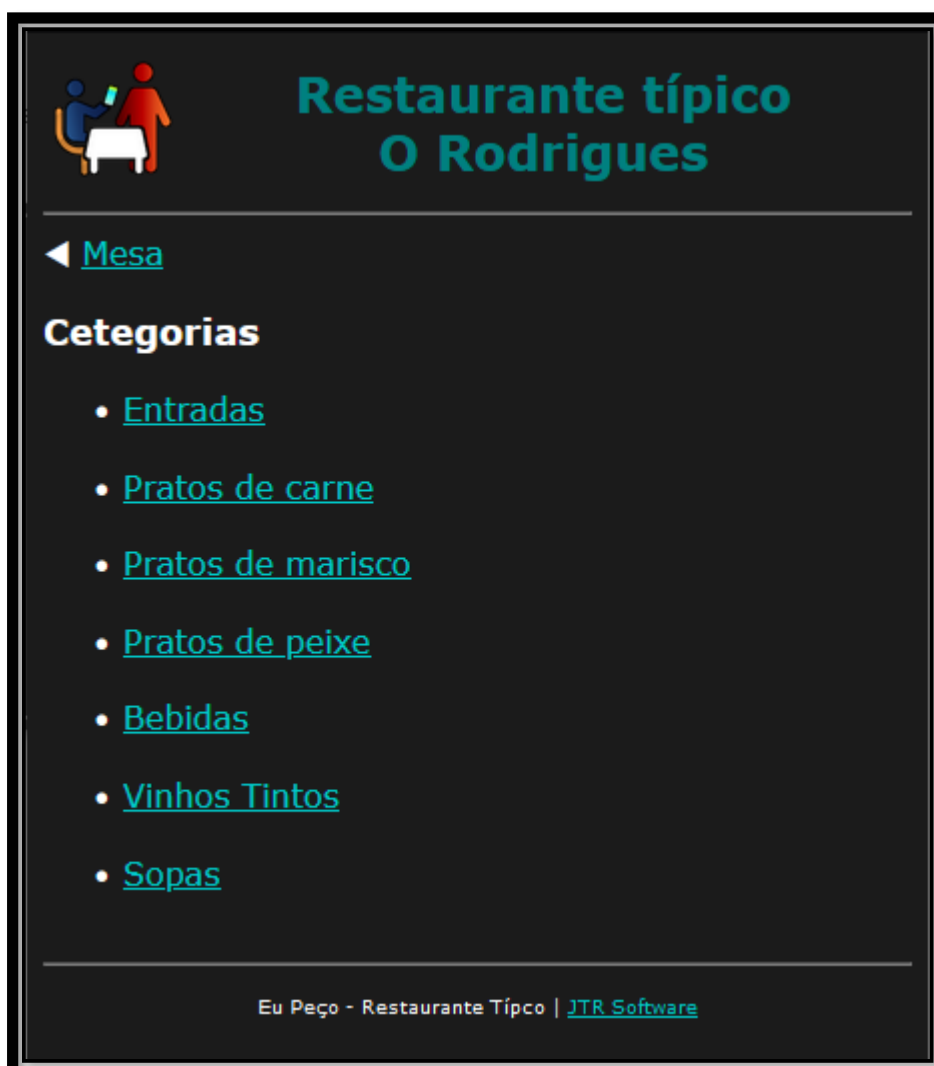 Restaurante típico
O Rodrigues
Mesa
Cetegorias
Entradas
Pratos de carne
Pratos de marisco
Pratos de peixe
Bebidas
Vinhos Tintos
Sopas
Eu Peço - Restaurante Típco | JTR Software